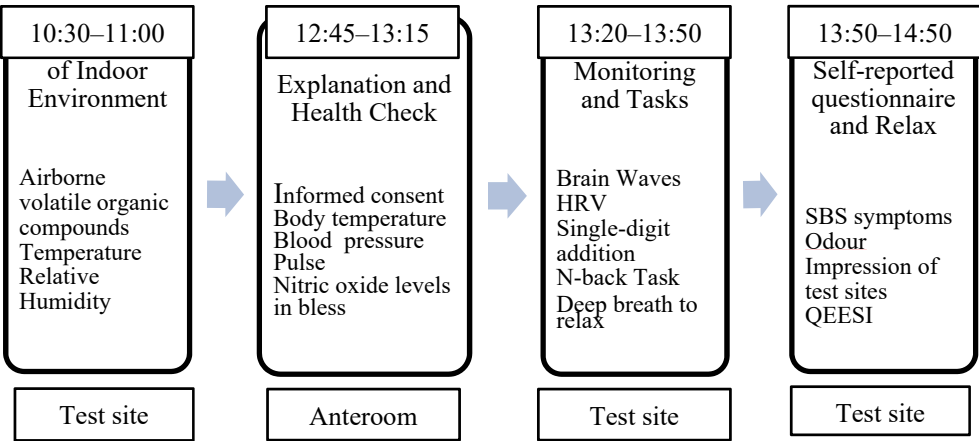 10:30–11:00
of Indoor
Environment
Airborne
volatile organic
compounds
Temperature
Relative
Humidity
Test site
12:45–13:15
Explanation and
Health Check
Informed consent
Body temperature
Blood pressure
Pulse
Nitric oxide levels
in bless
Anteroom
13:20–13:50
Monitoring
and Tasks
Brain Waves
HRV
Single-digit
addition
N-back Task
Deep breath to
relax
Test site
13:50–14:50
Self-reported
questionnaire
and Relax
SBS symptoms
Odour
Impression of
test sites
QEESI
Test site